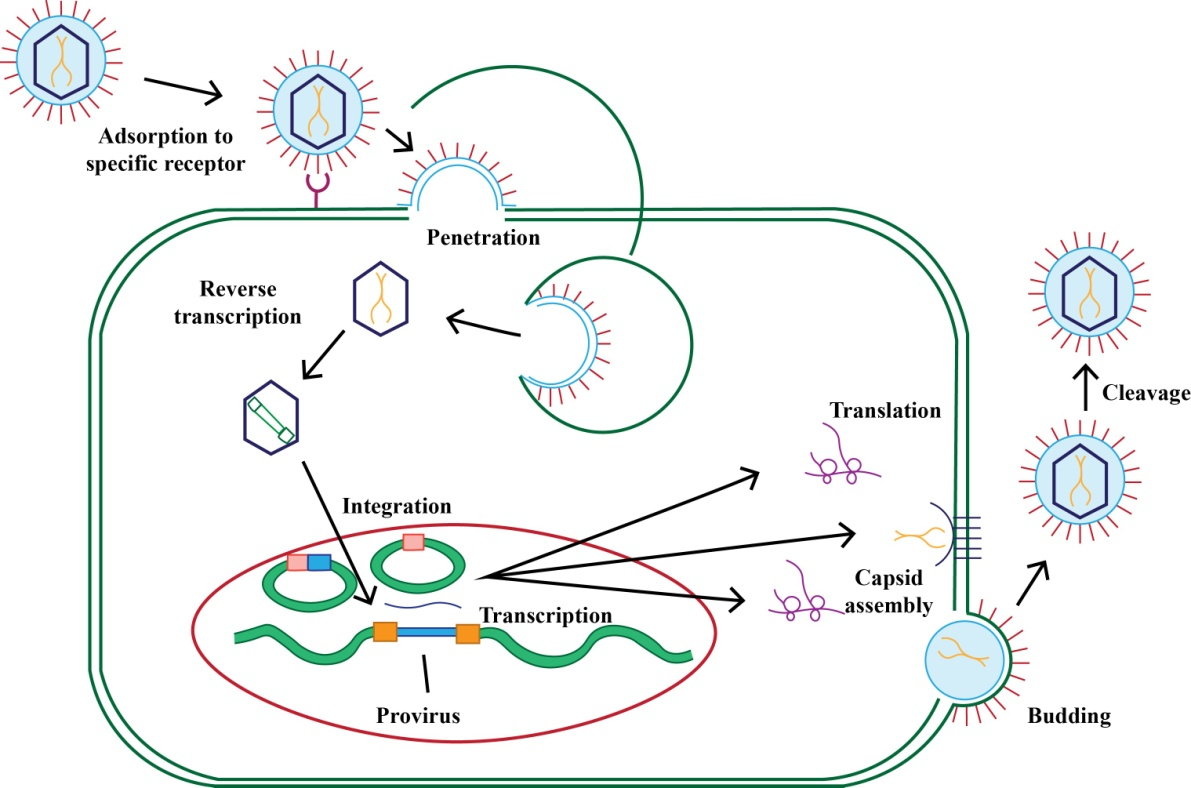 Adsorption to
specific receptor
Penetration
Reverse
transcription
Integration
Transcription
Provirus
Translation
Capsid
assembly
Budding
Cleavage